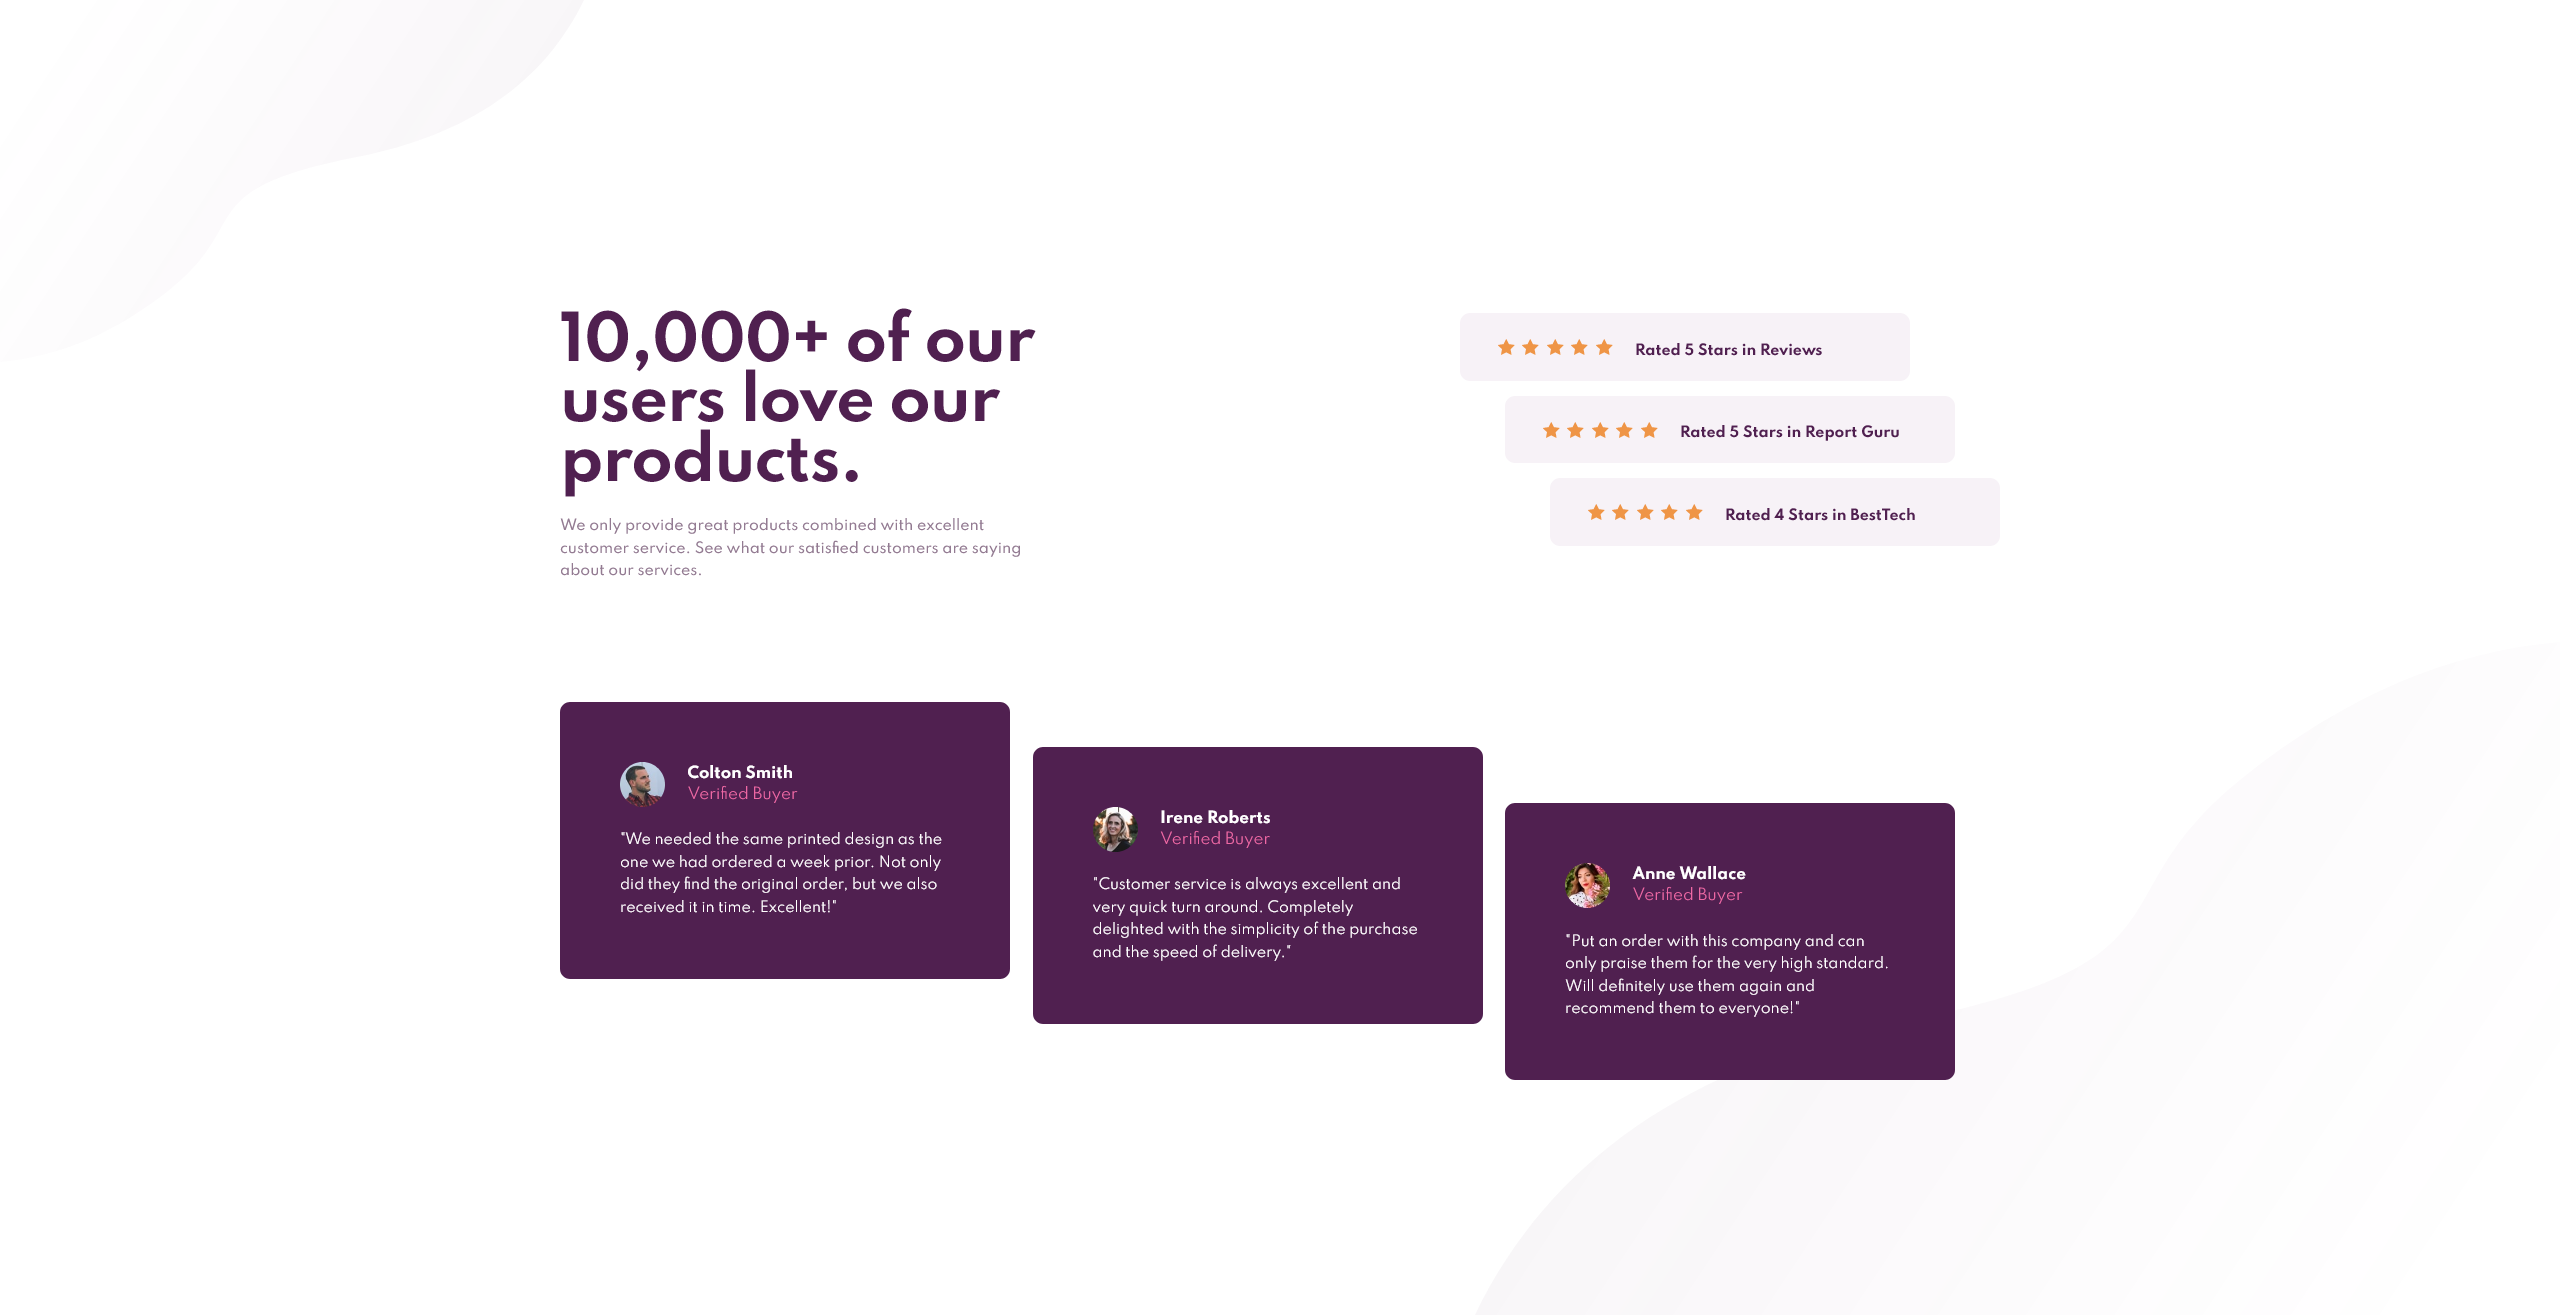 10,000+ of our
users love our
products.
We only provide great products combined with excellent
customer service. See what our satisfied customers are saying
about our services.
Rated 5 Stars in Reviews
Rated 5 Stars in Report Guru
Rated 4 Stars in BestTech
Colton Smith
Verified Buyer
"We needed the same printed design as the
one we had ordered a week prior. Not only
did they find the original order, but we also
received it in time. Excellent!"
Irene Roberts
Verified Buyer
"Customer service is always excellent and
very quick turn around. Completely
delighted with the simplicity of the purchase
and the speed of delivery."
Anne Wallace
Verified Buyer
"Put an order with this company and can
only praise them for the very high standard.
Will definitely use them again and
recommend them to everyone!"